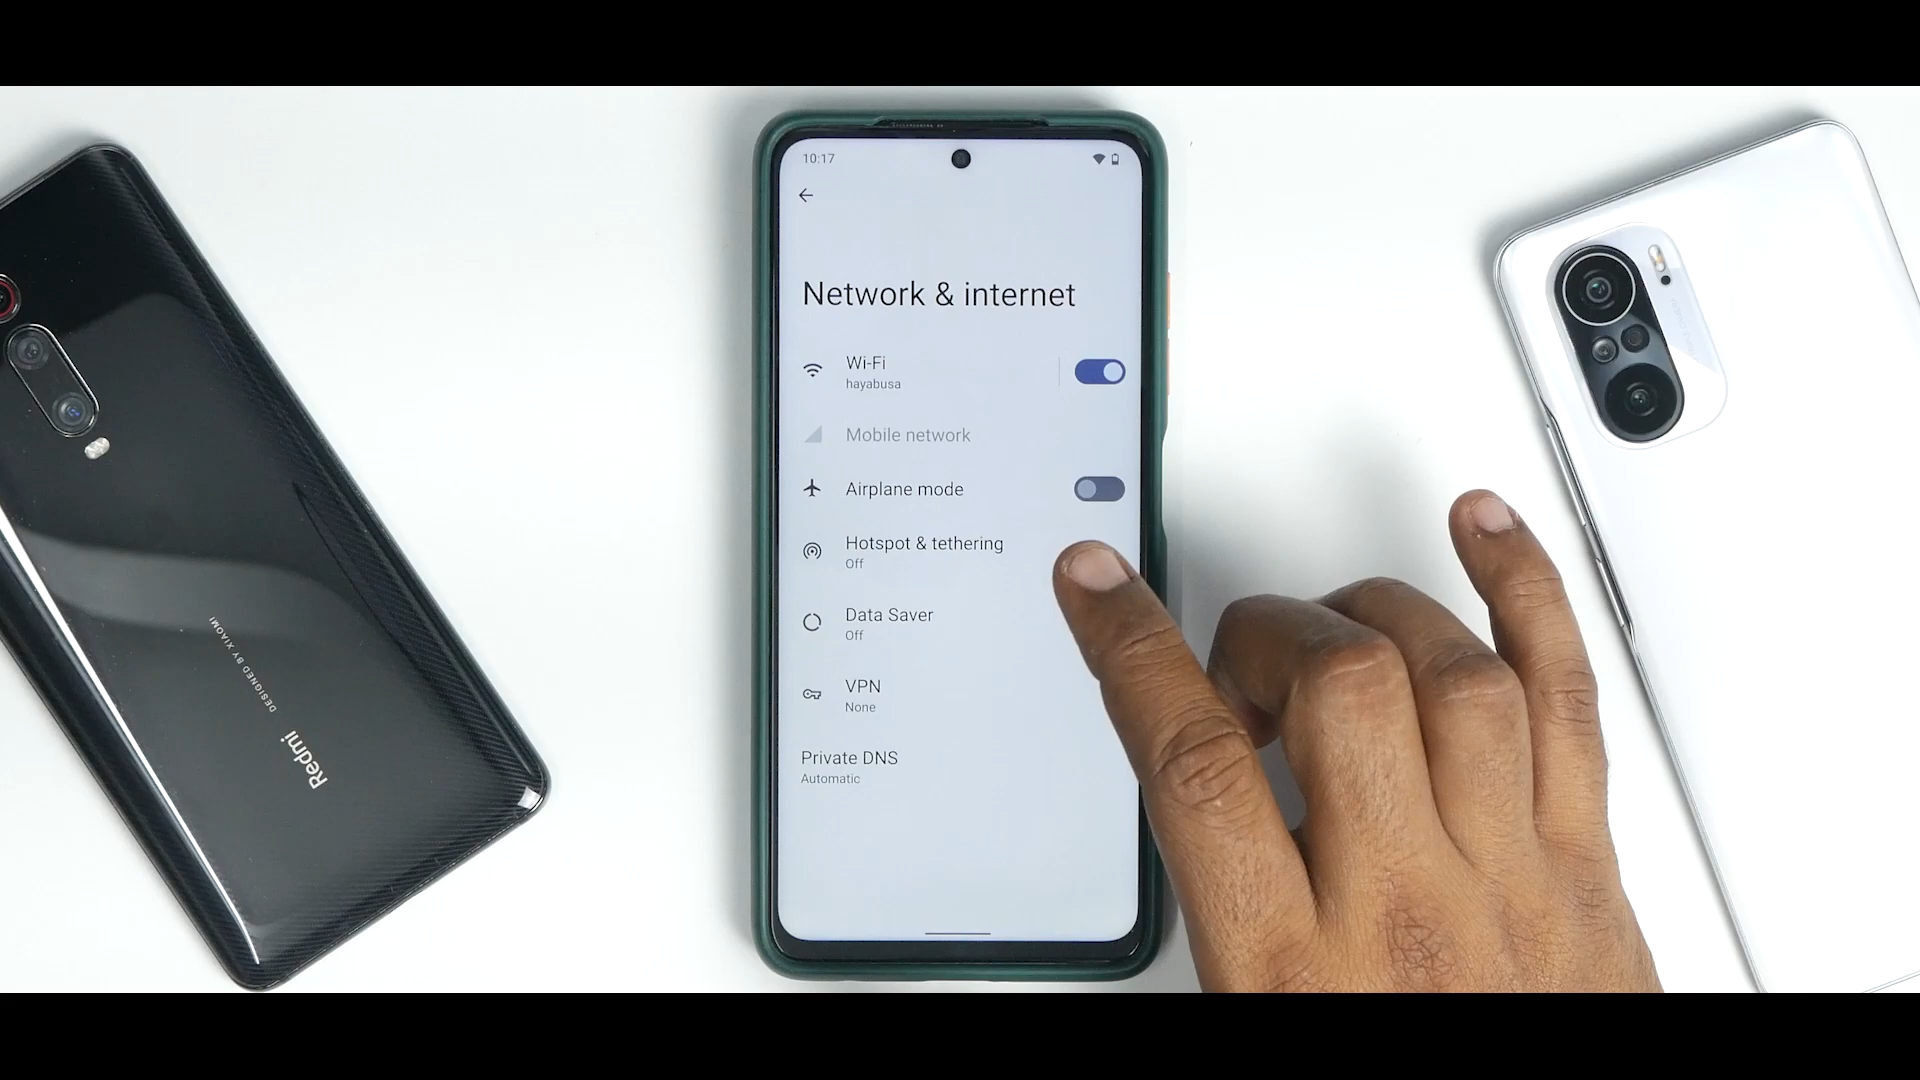 10:17
Network & internet
Wi-Fi
hayabusa
Mobile network
Airplane mode
Hotspot & tethering
Off
Data Saver
Off
VPN
None
Private DNS
Automatic
Redmi
DESIGNED BY XIAOMI